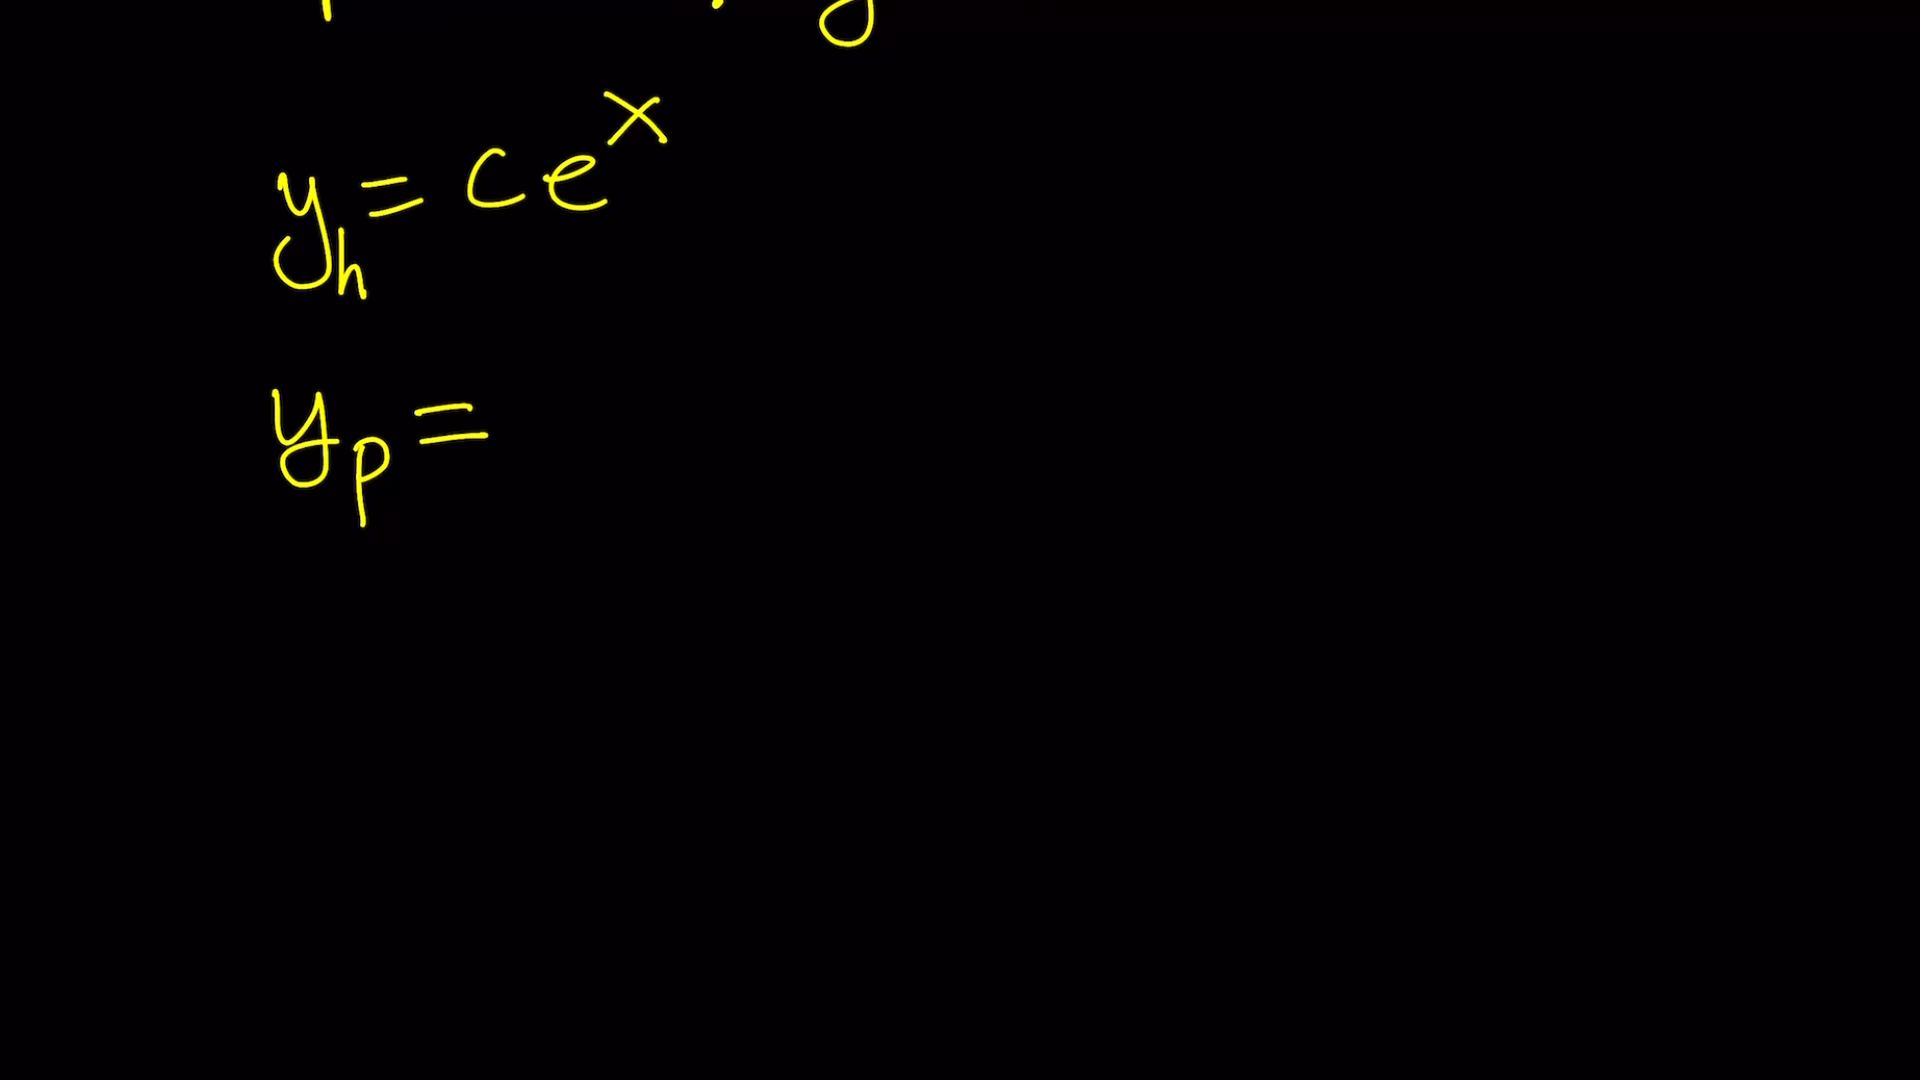 y_h = ce^x
y_p =